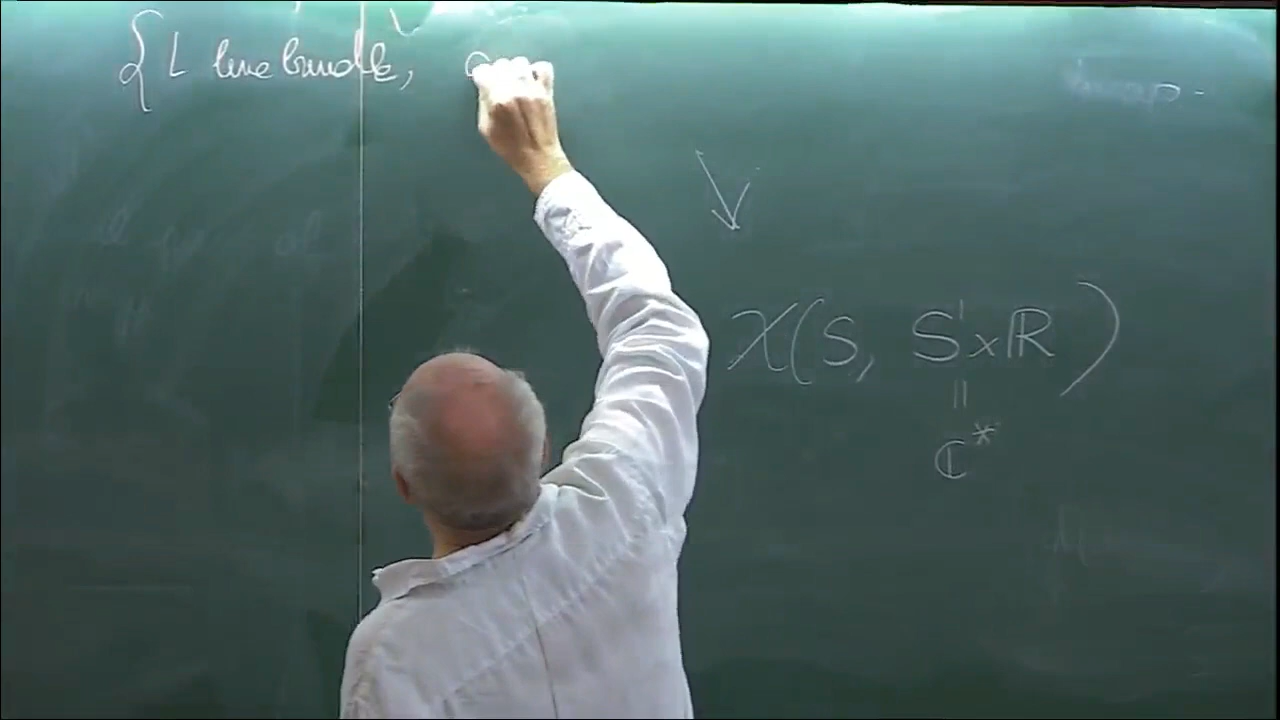 {L line bundle,
χ(S, S¹×ℝ)
=
ℂ*